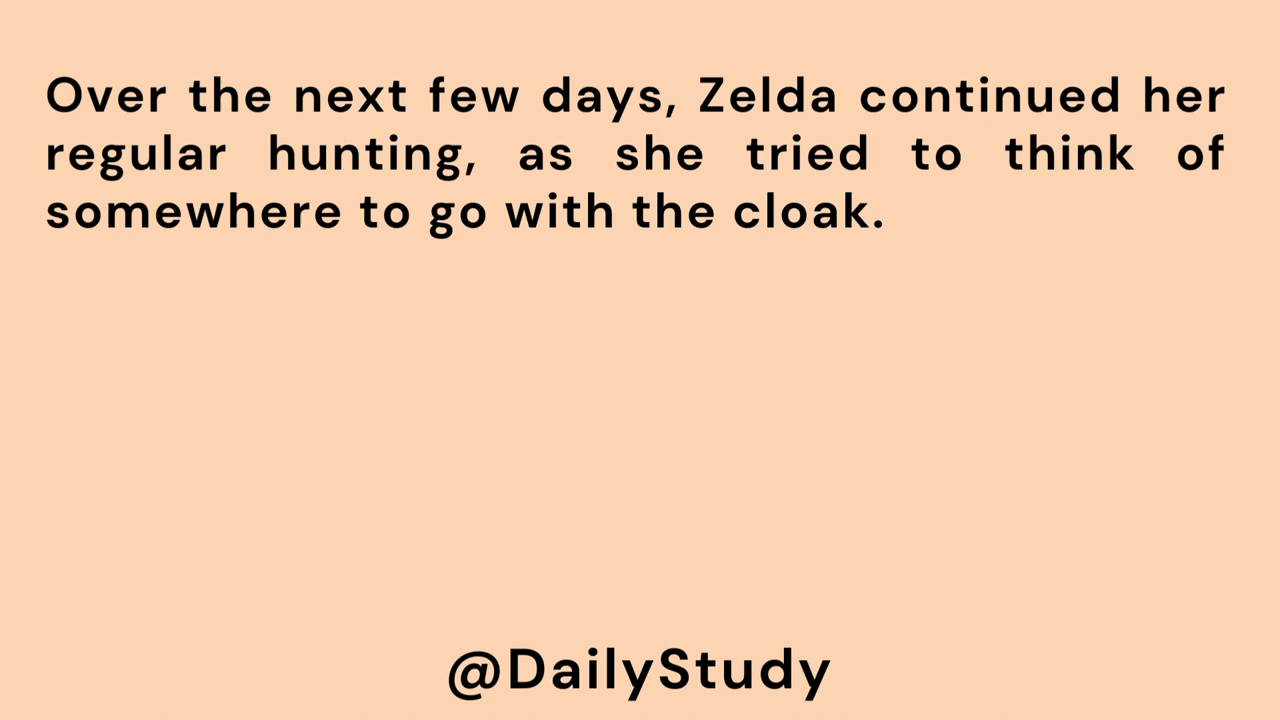 Over the next few days, Zelda continued her
regular hunting, as she tried to think of
somewhere to go with the cloak.
@DailyStudy